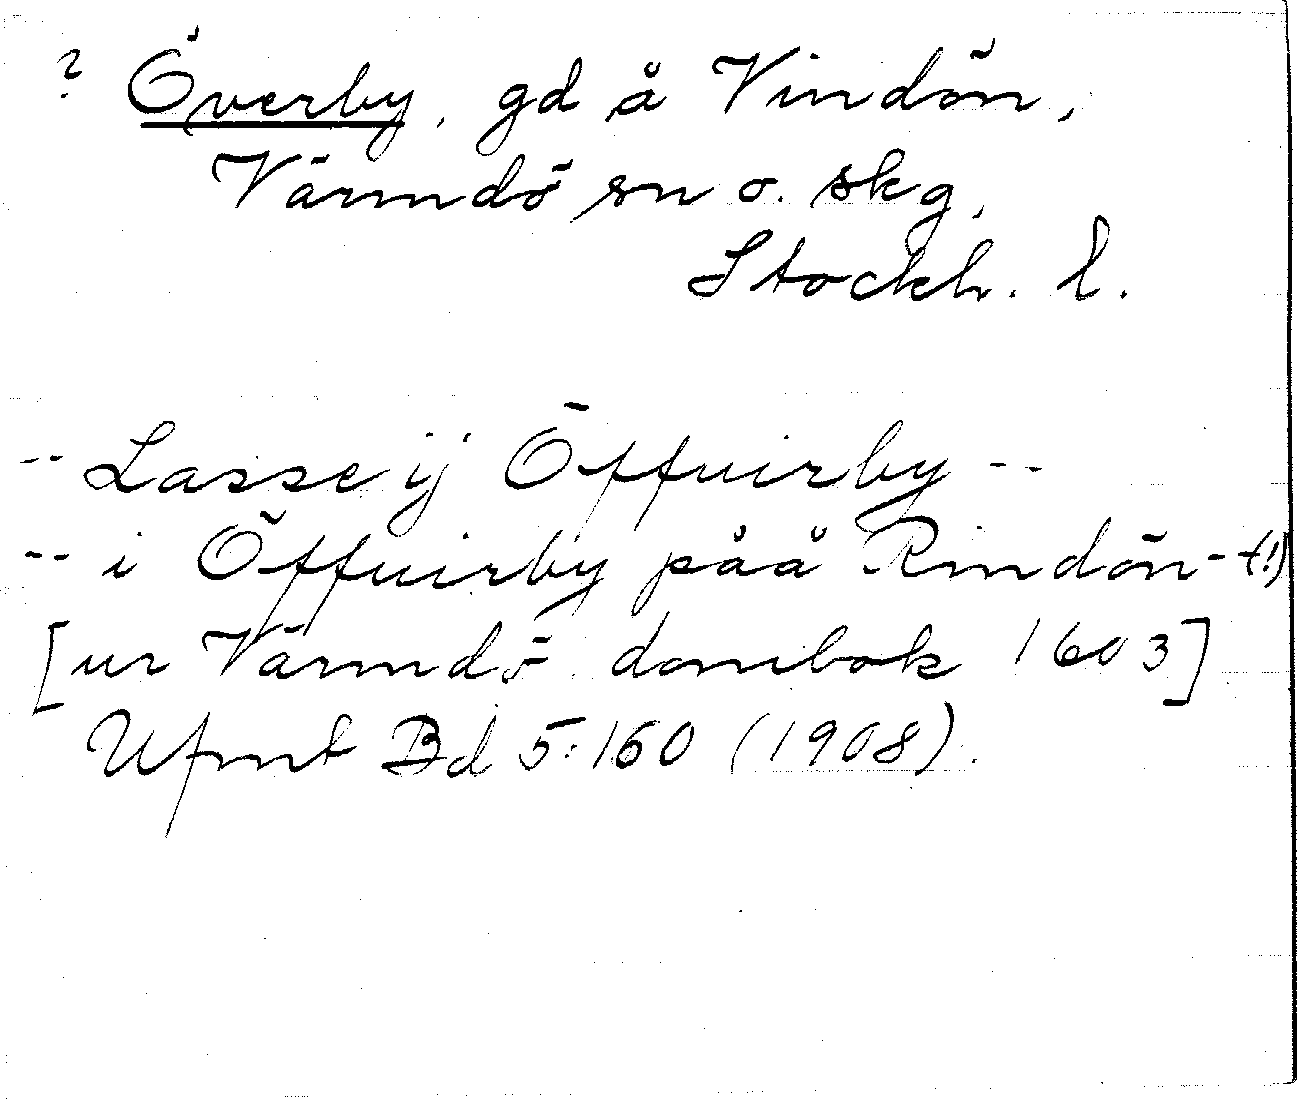 ? Överby, gd å Vindön,
Värmdö sn o. skg,
Stockh. l.
-- Lasse ij Öffuirby --
-- i Öffuirby påå Rindön --(!)
[ur Värmdö dombok 1603]
Ufmt Bd 5:160 (1908).